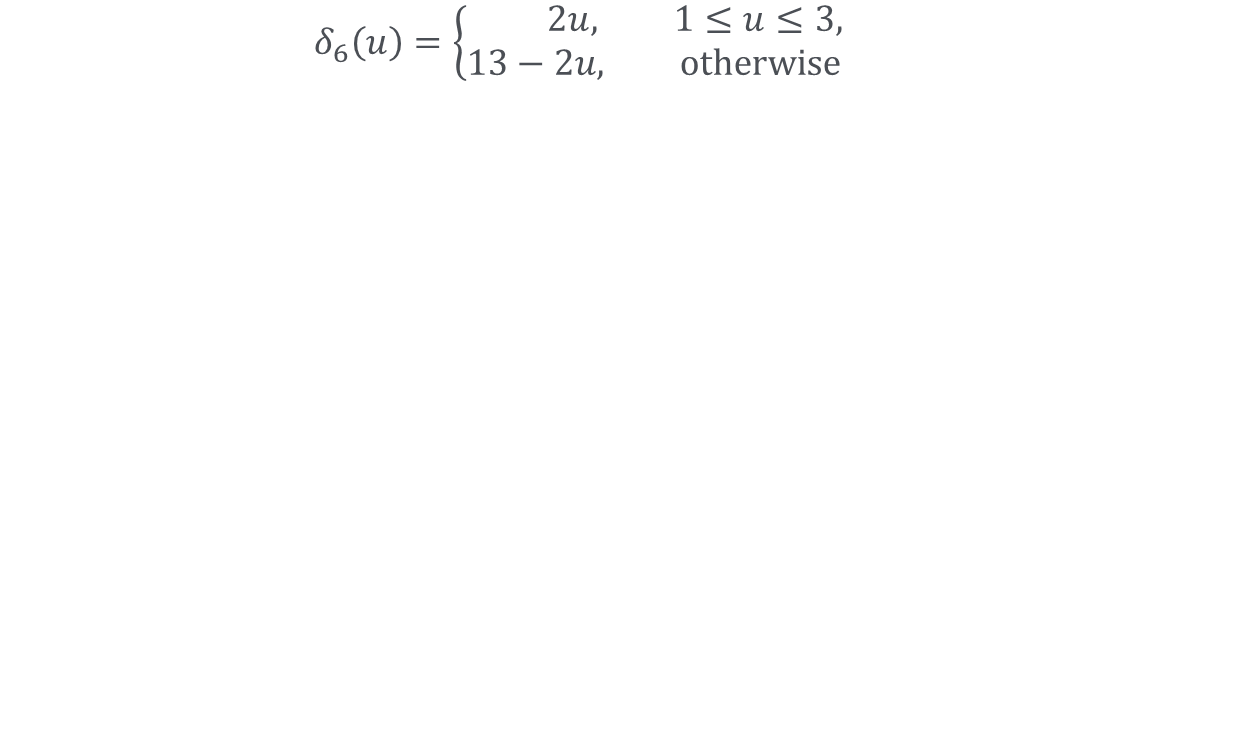 δ₆(u) = { 2u, 1 ≤ u ≤ 3,
13 − 2u, otherwise